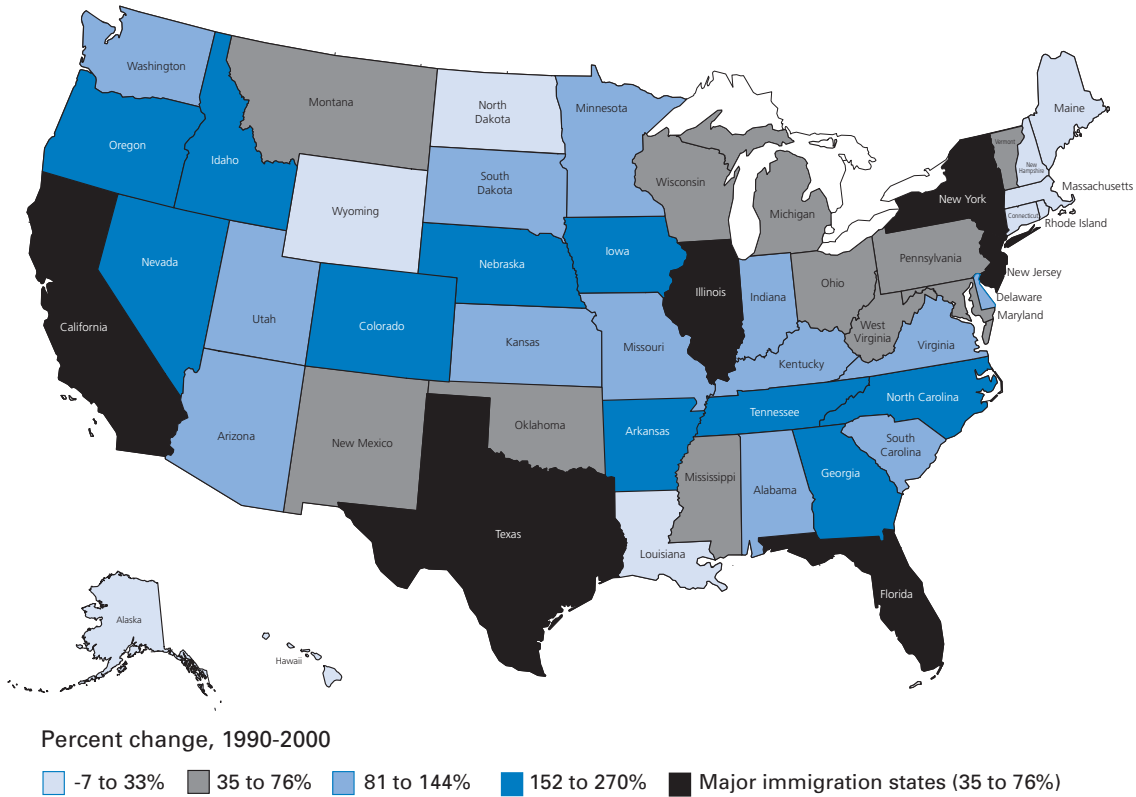 Washington
Montana
North
Dakota
Minnesota
Maine
Oregon
Idaho
Vermont
New
Hampshire
South
Dakota
Wisconsin
Massachusetts
Wyoming
Michigan
New York
Connecticut
Rhode Island
Nevada
Nebraska
Iowa
Pennsylvania
New Jersey
Illinois
Indiana
Ohio
Delaware
California
Utah
Colorado
Kansas
Missouri
West
Virginia
Maryland
Virginia
Kentucky
North Carolina
Tennessee
Arizona
New Mexico
Oklahoma
Arkansas
South
Carolina
Mississippi
Alabama
Georgia
Texas
Louisiana
Florida
Alaska
Hawaii
Percent change, 1990-2000
-7 to 33% 35 to 76% 81 to 144% 152 to 270% Major immigration states (35 to 76%)